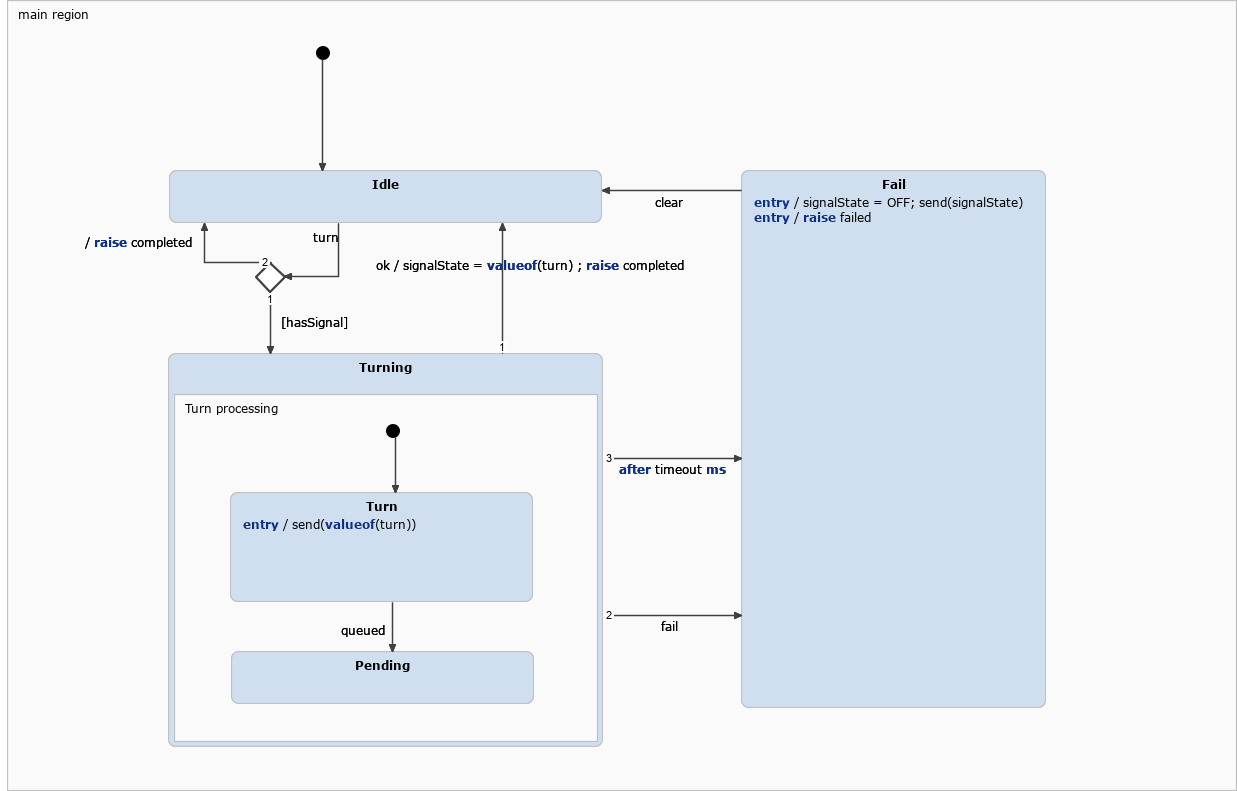 main region
Idle
Fail
entry / signalState = OFF; send(signalState)
entry / raise failed
clear
/ raise completed
turn
2
ok / signalState = valueof(turn) ; raise completed
1
[hasSignal]
1
Turning
Turn processing
3
after timeout ms
Turn
entry / send(valueof(turn))
2
fail
queued
Pending